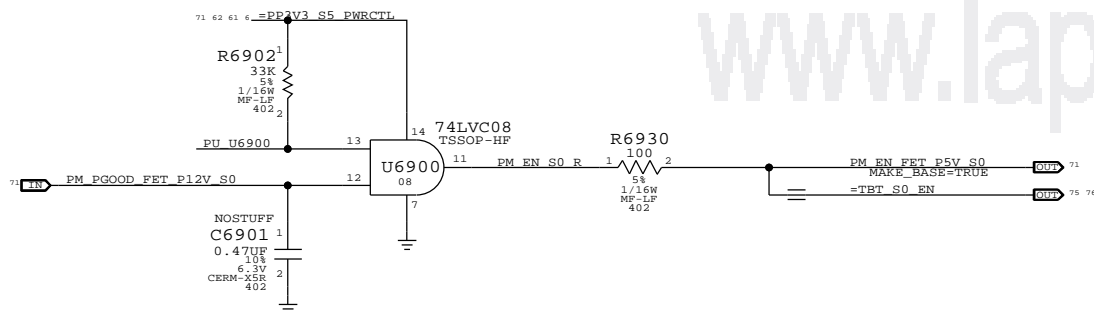 www.lap
71 62 61 6 =PP3V3_S5_PWRCTL
R6902
1
33K
5%
1/16W
MF-LF
402
2
74LVC08
TSSOP-HF
14
PU_U6900
13
U6900
08
11
PM_EN_S0_R
R6930
100
1
2
5%
1/16W
MF-LF
402
PM_EN_FET_P5V_S0
OUT
71
MAKE_BASE=TRUE
=TBT_S0_EN
OUT
75 76
71
IN
PM_PGOOD_FET_P12V_S0
12
7
NOSTUFF
C6901
1
0.47UF
10%
6.3V
CERM-X5R
402
2